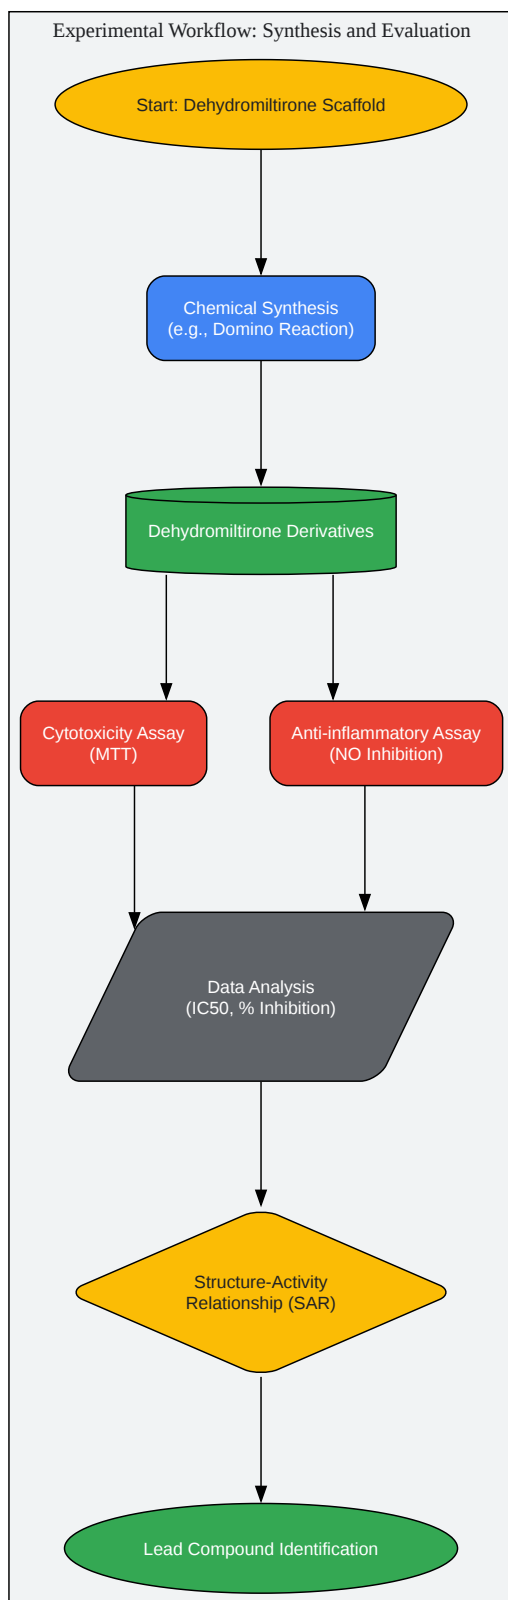 Experimental Workflow: Synthesis and Evaluation
Start: Dehydromiltirone Scaffold
Chemical Synthesis
(e.g., Domino Reaction)
Dehydromiltirone Derivatives
Cytotoxicity Assay
(MTT)
Anti-inflammatory Assay
(NO Inhibition)
Data Analysis
(IC50, % Inhibition)
Structure-Activity
Relationship (SAR)
Lead Compound Identification